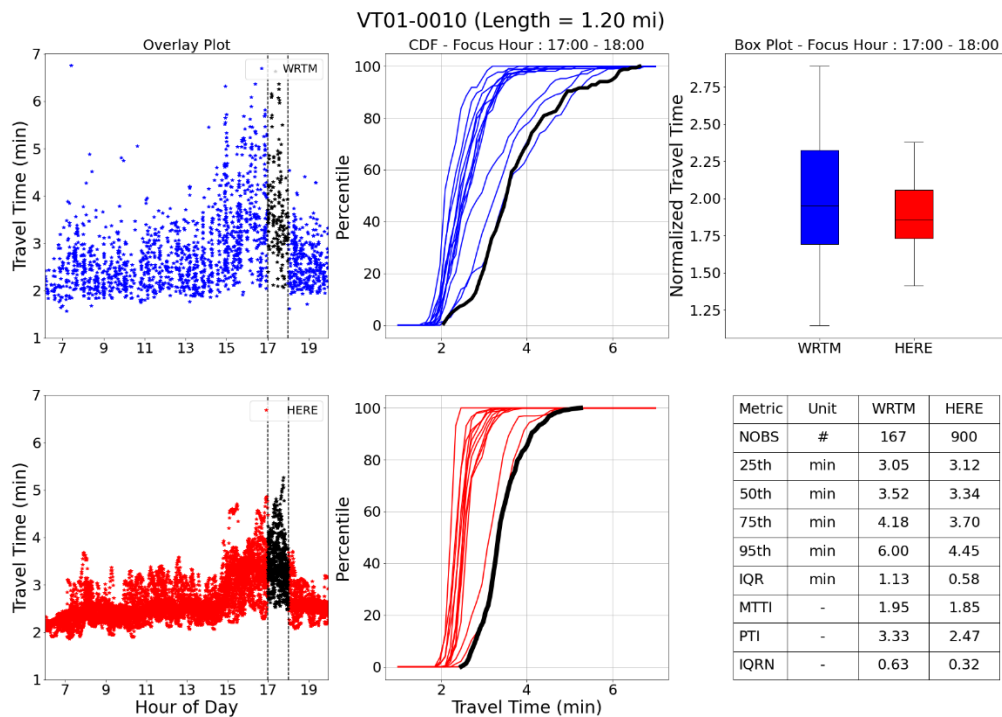 VT01-0010 (Length = 1.20 mi)
Overlay Plot
Travel Time (min)
7
6
5
4
3
2
1
7 9 11 13 15 17 19
WRTM
CDF - Focus Hour : 17:00 - 18:00
Percentile
100
80
60
40
20
0
2 4 6
Box Plot - Focus Hour : 17:00 - 18:00
Normalized Travel Time
2.75
2.50
2.25
2.00
1.75
1.50
1.25
WRTM HERE
Travel Time (min)
7
6
5
4
3
2
1
7 9 11 13 15 17 19
Hour of Day
HERE
Percentile
100
80
60
40
20
0
2 4 6
Travel Time (min)
Metric Unit WRTM HERE
NOBS # 167 900
25th min 3.05 3.12
50th min 3.52 3.34
75th min 4.18 3.70
95th min 6.00 4.45
IQR min 1.13 0.58
MTTI - 1.95 1.85
PTI - 3.33 2.47
IQRN - 0.63 0.32